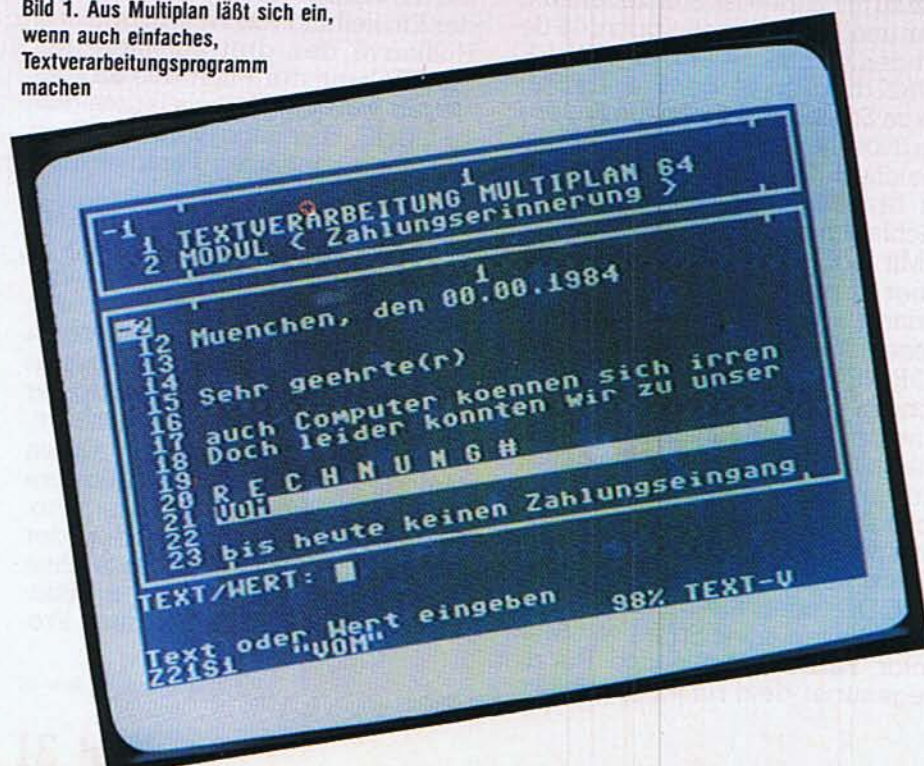 Bild 1. Aus Multiplan läßt sich ein,
wenn auch einfaches,
Textverarbeitungsprogramm
machen
-1 1
1 TEXTVERARBEITUNG MULTIPLAN 64
2 MODUL < Zahlungserinnerung >
-2 1
12 Muenchen, den 00.00.1984
13
14
15 Sehr geehrte(r)
16
17 auch Computer koennen sich irren
18 Doch leider konnten wir zu unser
19
20 R E C H N U N G #
21 VOM
22
23 bis heute keinen Zahlungseingang,
TEXT/WERT:
Text oder Wert eingeben 98% TEXT-V
Z21S1 "VOM"
31